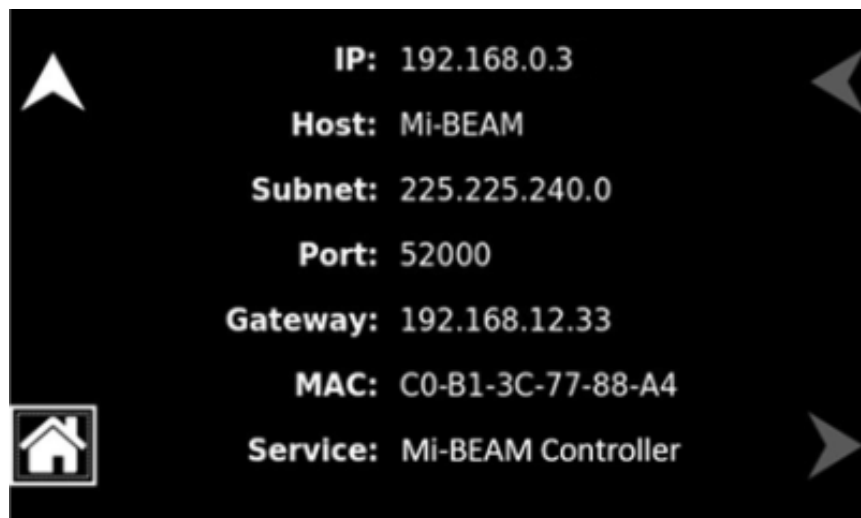 IP: 192.168.0.3
Host: Mi-BEAM
Subnet: 225.225.240.0
Port: 52000
Gateway: 192.168.12.33
MAC: C0-B1-3C-77-88-A4
Service: Mi-BEAM Controller